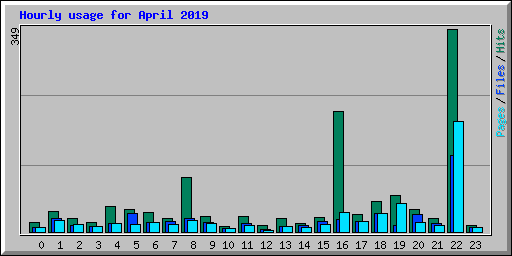 Hourly usage for April 2019
349
Pages/Files/Hits
0 1 2 3 4 5 6 7 8 9 10 11 12 13 14 15 16 17 18 19 20 21 22 23